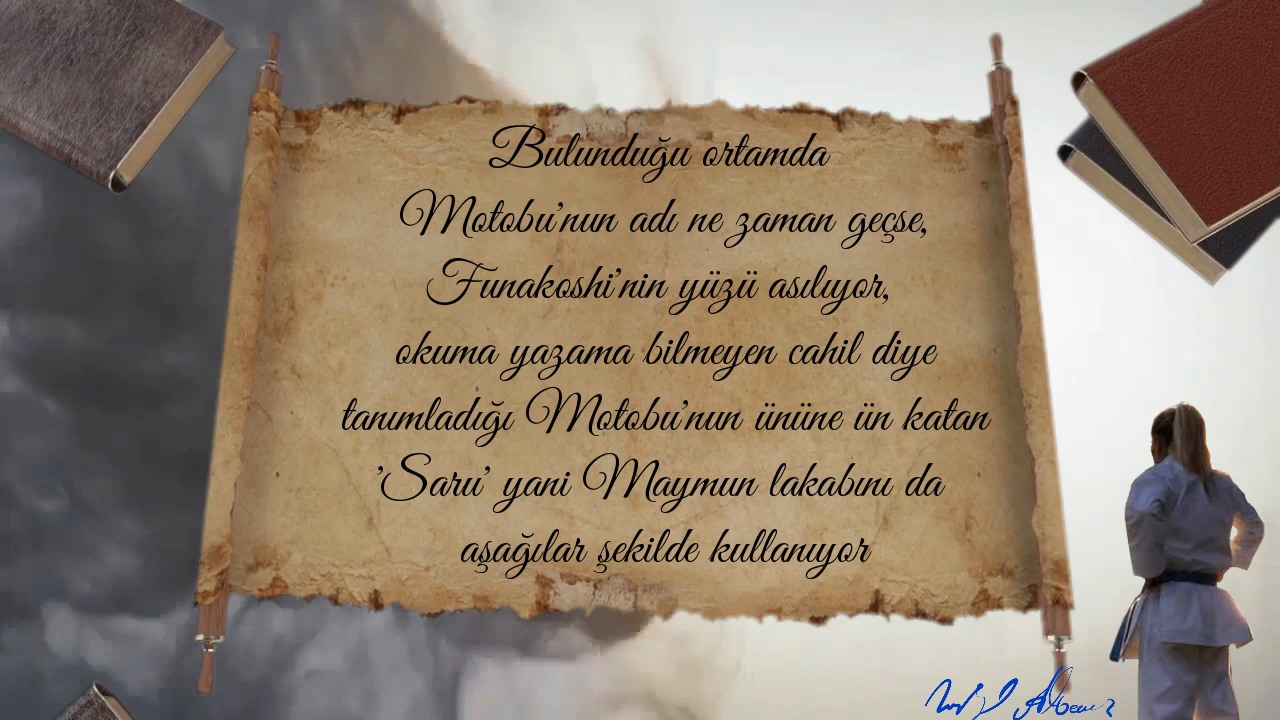 Bulunduğu ortamda
Motobu'nun adı ne zaman geçse,
Funakoshi'nin yüzü asılıyor,
okuma yazama bilmeyen cahil diye
tanımladığı Motobu'nun ününe ün katan
'Saru' yani Maymun lakabını da
aşağılar şekilde kullanıyor